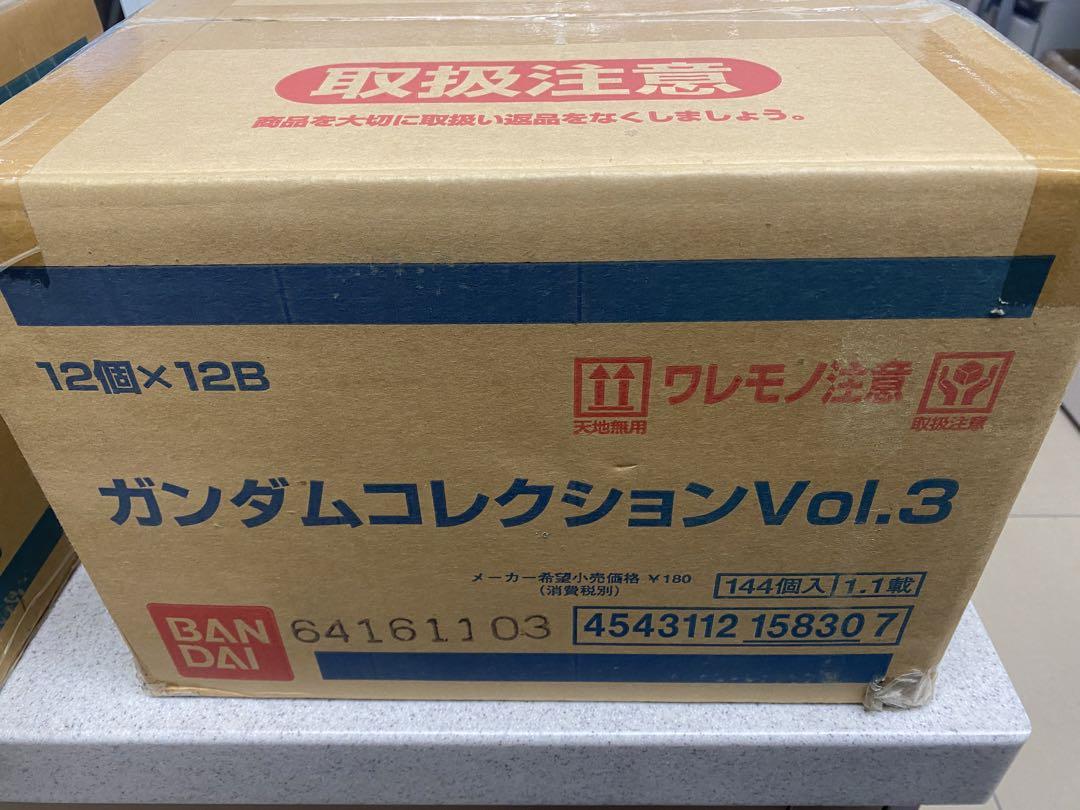 取扱注意
商品を大切に取扱い返品をなくしましょう。
12個×12B
天地無用
ワレモノ注意
取扱注意
ガンダムコレクションVol.3
メーカー希望小売価格 ¥180
(消費税別)
144個入 1.1載
BAN
DAI
64161103
4543112 15830 7